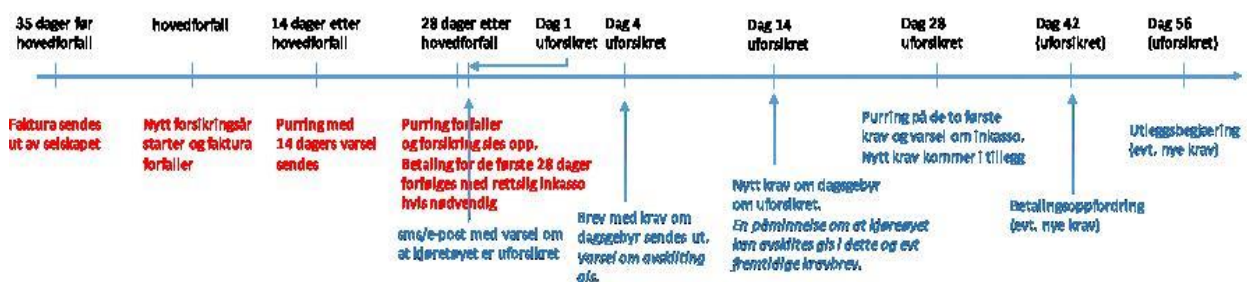 35 dager før
hovedforfall
hovedforfall
14 dager etter
hovedforfall
28 dager etter
hovedforfall
Dag 1
uforsikret
Dag 4
uforsikret
Dag 14
uforsikret
Dag 28
uforsikret
Dag 42
(uforsikret)
Dag 56
(uforsikret)
Faktura sendes
ut av selskapet
Nytt forsikringsår
starter og faktura
forfaller
Purring med
14 dagers varsel
sendes
Purring forfaller
og forsikring sies opp.
Betaling for de første 28 dager
forfølges med rettslig inkasso
hvis nødvendig
sms/e-post med varsel om
at kjøretøyet er uforsikret
Brev med krav om
dagsgebyr sendes ut,
varsel om avskilting
gis.
Nytt krav om dagsgebyr
om uforsikret.
En påminnelse om at kjøretøyet
kan avskiltes gis i dette og evt
fremtidige kravbrev.
Purring på de to første
krav og varsel om inkasso.
Nytt krav kommer i tillegg
Betalingsoppfordring
(evt. nye krav)
Utleggsbegjæring
(evt. nye krav)